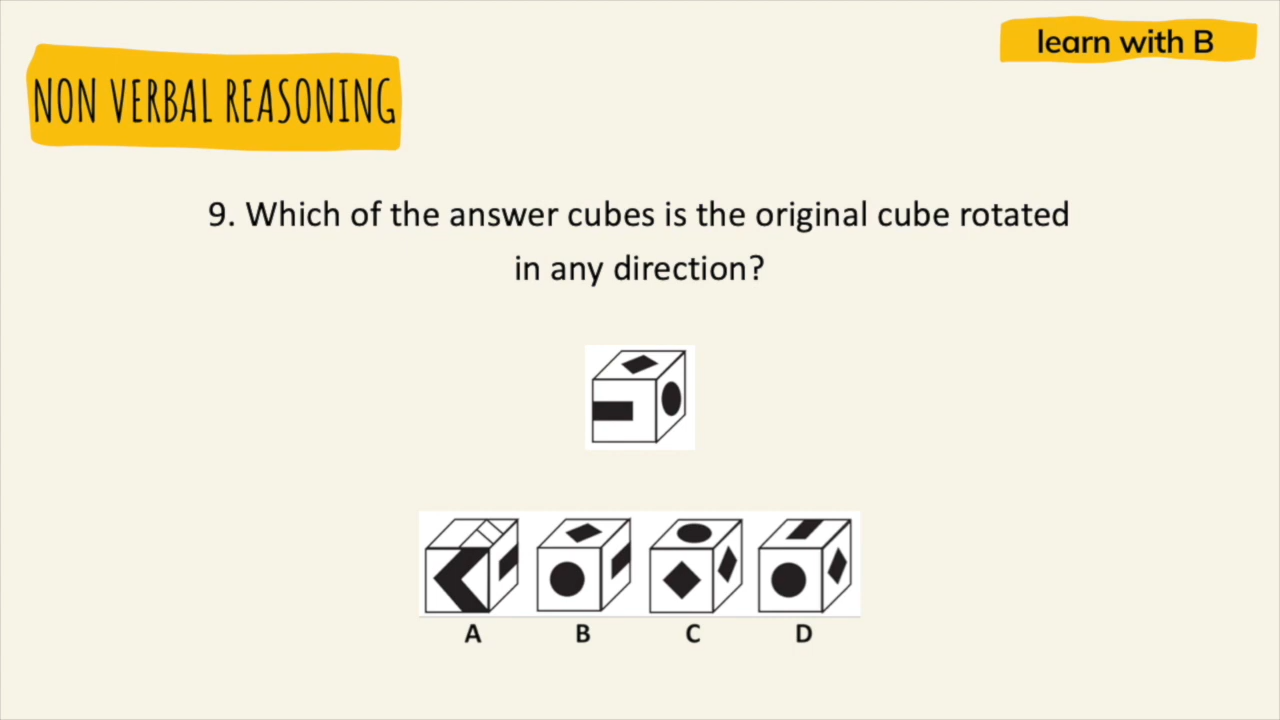 learn with B
NON VERBAL REASONING
9. Which of the answer cubes is the original cube rotated
in any direction?
A B C D